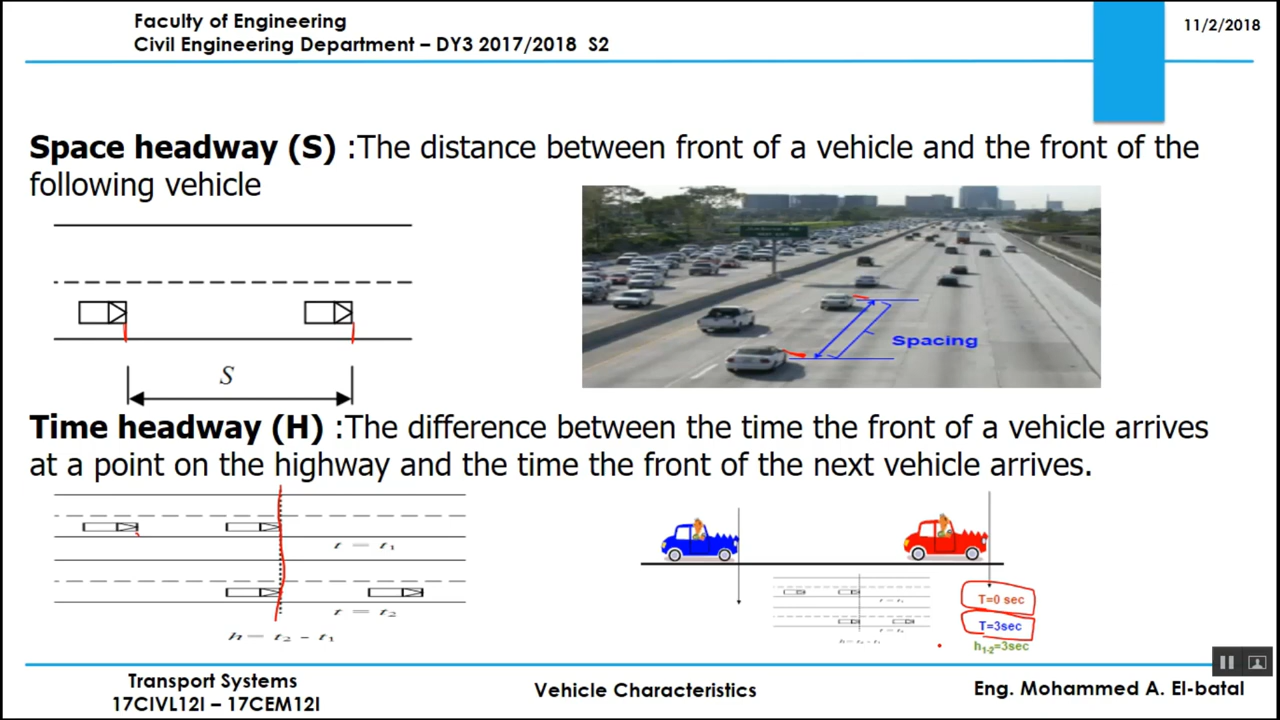 Faculty of Engineering
Civil Engineering Department – DY3 2017/2018 S2
11/2/2018
Space headway (S) :The distance between front of a vehicle and the front of the
following vehicle
S
Spacing
Time headway (H) :The difference between the time the front of a vehicle arrives
at a point on the highway and the time the front of the next vehicle arrives.
t = t₁
t = t₂
h = t₂ - t₁
T=0 sec
T=3sec
h₁₋₂=3sec
Transport Systems
17CIVL12I – 17CEM12I
Vehicle Characteristics
Eng. Mohammed A. El-batal